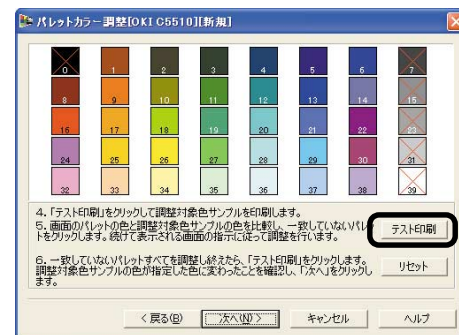 パレットカラー調整[OKI C5510][新規]
0 1 2 3 4 5 6 7
8 9 10 11 12 13 14 15
16 17 18 19 20 21 22 23
24 25 26 27 28 29 30 31
32 33 34 35 36 37 38 39
4. 「テスト印刷」をクリックして調整対象色サンプルを印刷します。
5. 画面のパレットの色と調整対象色サンプルの色を比較し、一致していないパレッ
トをクリックします。続けて表示される画面の指示に従って調整を行います。
テスト印刷
6. 一致していないパレットすべてを調整し終えたら、「テスト印刷」をクリックします。
調整対象色サンプルの色が指定した色に変わったことを確認し、「次へ」をクリックし
ます。
リセット
< 戻る(B) 次へ(N) > キャンセル ヘルプ